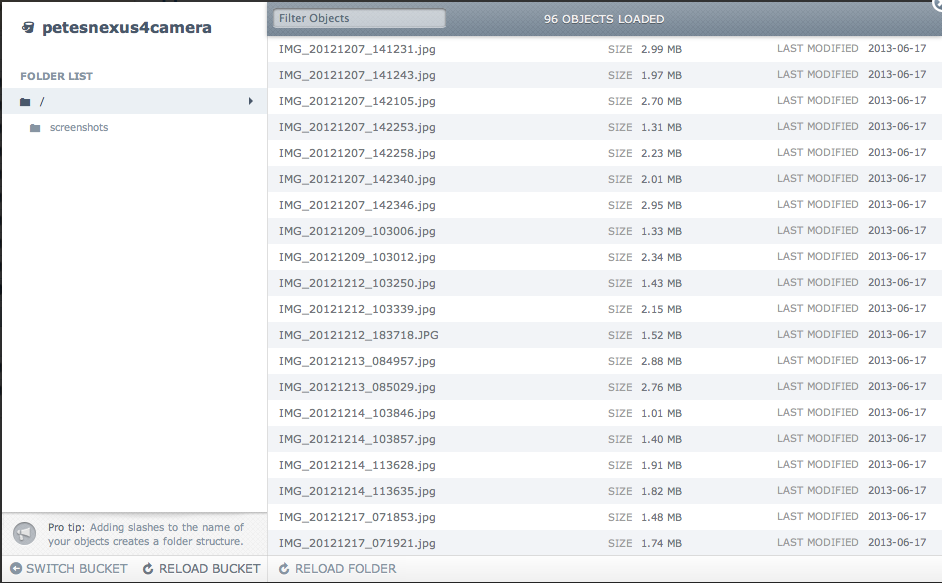 petesnexus4camera
FOLDER LIST
/
screenshots
Pro tip: Adding slashes to the name of
your objects creates a folder structure.
SWITCH BUCKET RELOAD BUCKET
Filter Objects 96 OBJECTS LOADED
IMG_20121207_141231.jpg SIZE 2.99 MB LAST MODIFIED 2013-06-17
IMG_20121207_141243.jpg SIZE 1.97 MB LAST MODIFIED 2013-06-17
IMG_20121207_142105.jpg SIZE 2.70 MB LAST MODIFIED 2013-06-17
IMG_20121207_142253.jpg SIZE 1.31 MB LAST MODIFIED 2013-06-17
IMG_20121207_142258.jpg SIZE 2.23 MB LAST MODIFIED 2013-06-17
IMG_20121207_142340.jpg SIZE 2.01 MB LAST MODIFIED 2013-06-17
IMG_20121207_142346.jpg SIZE 2.95 MB LAST MODIFIED 2013-06-17
IMG_20121209_103006.jpg SIZE 1.33 MB LAST MODIFIED 2013-06-17
IMG_20121209_103012.jpg SIZE 2.34 MB LAST MODIFIED 2013-06-17
IMG_20121212_103250.jpg SIZE 1.43 MB LAST MODIFIED 2013-06-17
IMG_20121212_103339.jpg SIZE 2.15 MB LAST MODIFIED 2013-06-17
IMG_20121212_183718.JPG SIZE 1.52 MB LAST MODIFIED 2013-06-17
IMG_20121213_084957.jpg SIZE 2.88 MB LAST MODIFIED 2013-06-17
IMG_20121213_085029.jpg SIZE 2.76 MB LAST MODIFIED 2013-06-17
IMG_20121214_103846.jpg SIZE 1.01 MB LAST MODIFIED 2013-06-17
IMG_20121214_103857.jpg SIZE 1.40 MB LAST MODIFIED 2013-06-17
IMG_20121214_113628.jpg SIZE 1.91 MB LAST MODIFIED 2013-06-17
IMG_20121214_113635.jpg SIZE 1.82 MB LAST MODIFIED 2013-06-17
IMG_20121217_071853.jpg SIZE 1.48 MB LAST MODIFIED 2013-06-17
IMG_20121217_071921.jpg SIZE 1.74 MB LAST MODIFIED 2013-06-17
RELOAD FOLDER